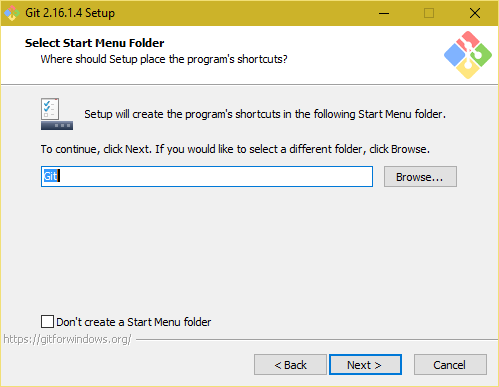 Git 2.16.1.4 Setup
Select Start Menu Folder
Where should Setup place the program's shortcuts?
Setup will create the program's shortcuts in the following Start Menu folder.
To continue, click Next. If you would like to select a different folder, click Browse.
Git
Browse...
Don't create a Start Menu folder
https://gitforwindows.org/
< Back
Next >
Cancel